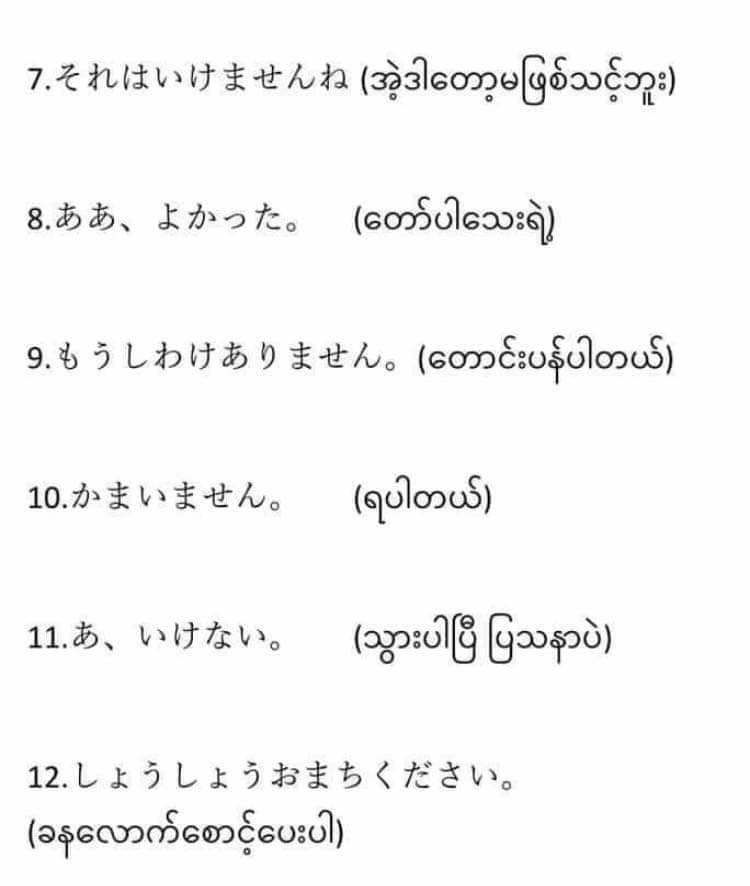 7.それはいけませんね (အဲ့ဒါတော့မဖြစ်သင့်ဘူး)
8.ああ、よかった。 (တော်ပါသေးရဲ့)
9.もうしわけありません。(တောင်းပန်ပါတယ်)
10.かまいません。 (ရပါတယ်)
11.あ、いけない。 (သွားပါပြီ ပြသနာပဲ)
12.しょうしょうおまちください。
(ခနလောက်စောင့်ပေးပါ)